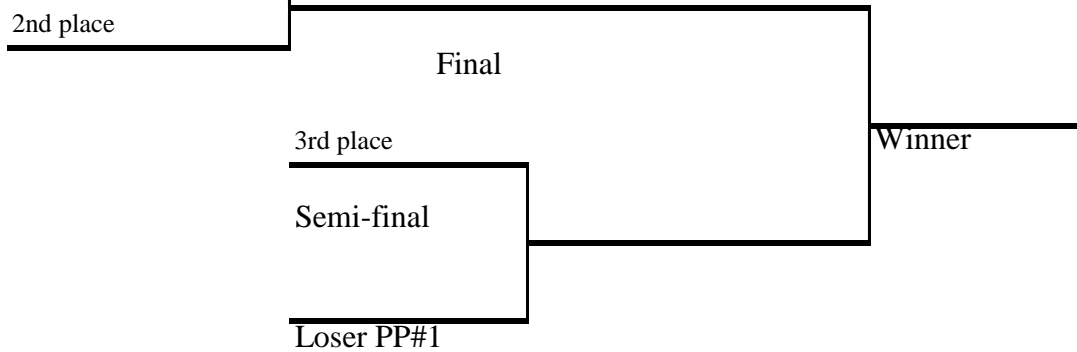 2nd place
Final
3rd place
Winner
Semi-final
Loser PP#1